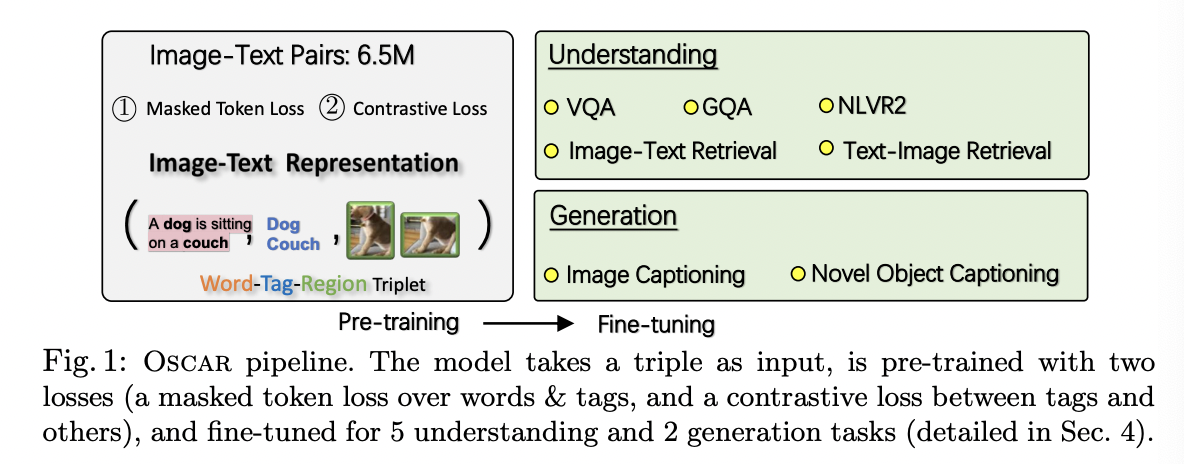 Image-Text Pairs: 6.5M
① Masked Token Loss ② Contrastive Loss
Image-Text Representation
( A dog is sitting on a couch , Dog Couch , )
Word-Tag-Region Triplet
Understanding
VQA GQA NLVR2
Image-Text Retrieval Text-Image Retrieval
Generation
Image Captioning Novel Object Captioning
Pre-training Fine-tuning
Fig. 1: OSCAR pipeline. The model takes a triple as input, is pre-trained with two
losses (a masked token loss over words & tags, and a contrastive loss between tags and
others), and fine-tuned for 5 understanding and 2 generation tasks (detailed in Sec. 4).